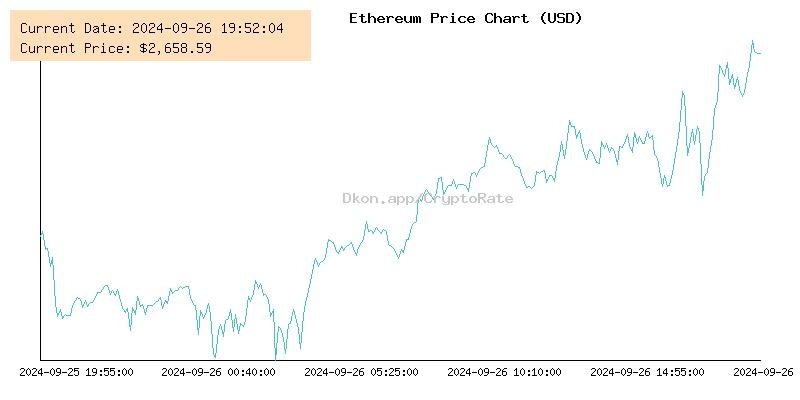 Ethereum Price Chart (USD)
Current Date: 2024-09-26 19:52:04
Current Price: $2,658.59
Dkon.app/CryptoRate
2024-09-25 19:55:00 2024-09-26 00:40:00 2024-09-26 05:25:00 2024-09-26 10:10:00 2024-09-26 14:55:00 2024-09-26